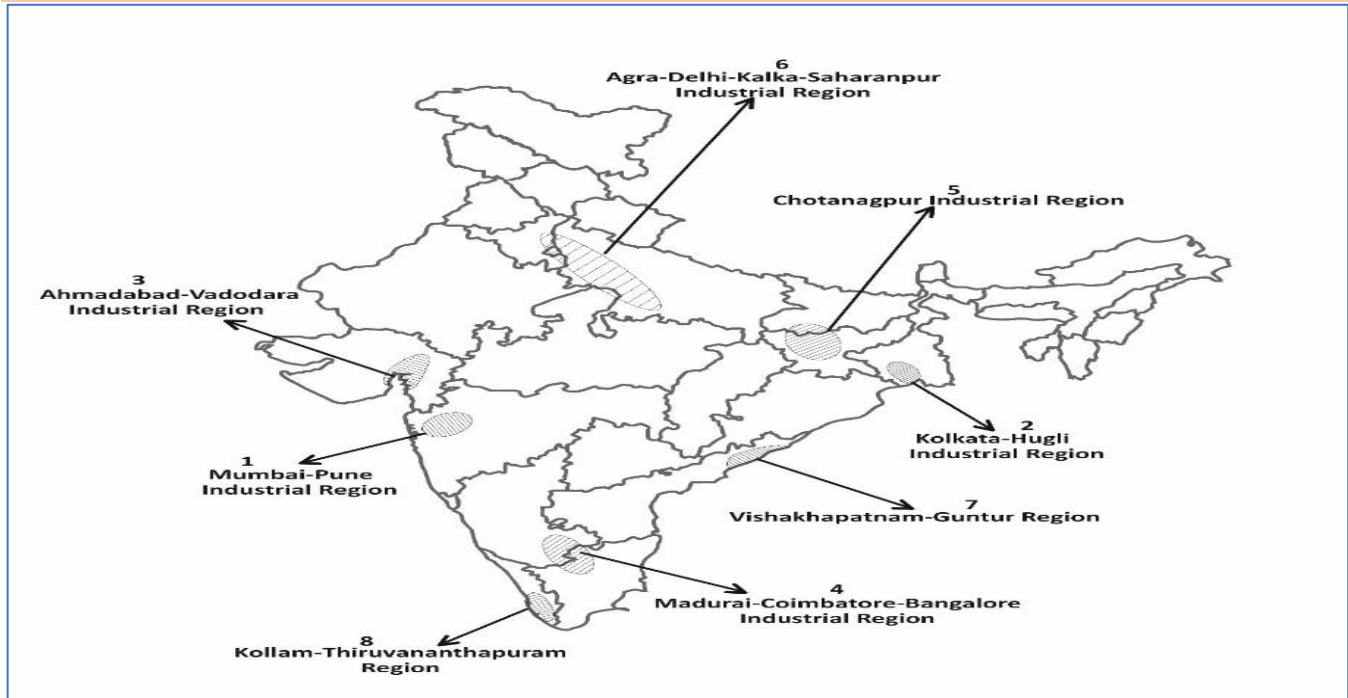 6
Agra-Delhi-Kalka-Saharanpur
Industrial Region
5
Chotanagpur Industrial Region
3
Ahmadabad-Vadodara
Industrial Region
2
Kolkata-Hugli
Industrial Region
1
Mumbai-Pune
Industrial Region
7
Vishakhapatnam-Guntur Region
4
Madurai-Coimbatore-Bangalore
Industrial Region
8
Kollam-Thiruvananthapuram
Region